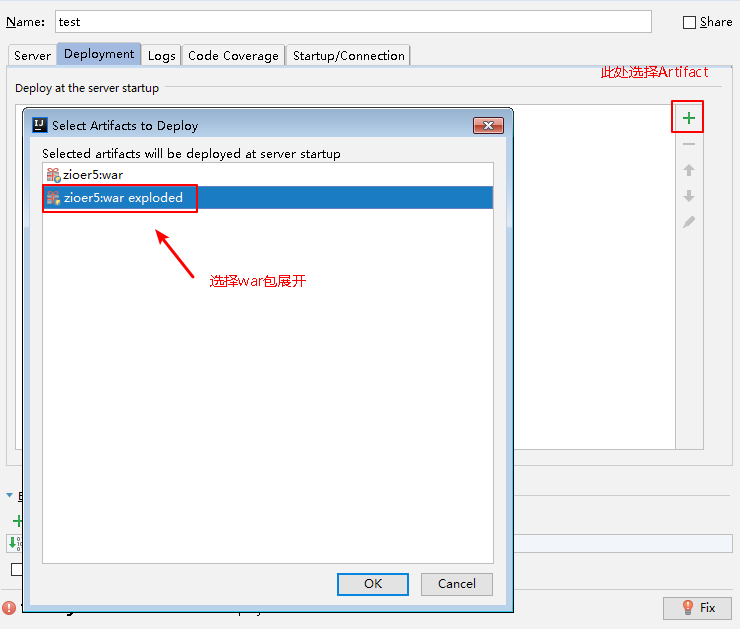 Name: test Share
Server Deployment Logs Code Coverage Startup/Connection
此处选择Artifact
Deploy at the server startup
Select Artifacts to Deploy
Selected artifacts will be deployed at server startup
zioer5:war
zioer5:war exploded
选择war包展开
OK Cancel
Fix